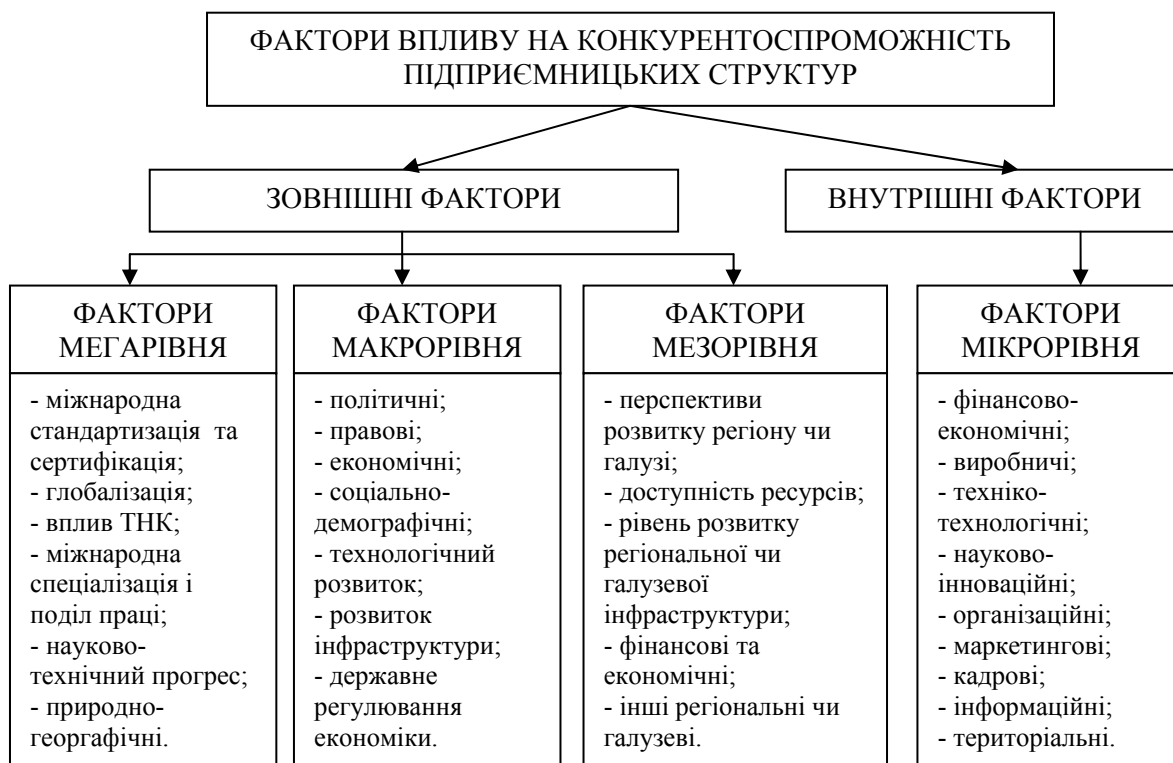 ФАКТОРИ ВПЛИВУ НА КОНКУРЕНТОСПРОМОЖНІСТЬ
ПІДПРИЄМНИЦЬКИХ СТРУКТУР
ЗОВНІШНІ ФАКТОРИ
ВНУТРІШНІ ФАКТОРИ
ФАКТОРИ
МЕГАРІВНЯ
- міжнародна
стандартизація та
сертифікація;
- глобалізація;
- вплив ТНК;
- міжнародна
спеціалізація і
поділ праці;
- науково-
технічний прогрес;
- природно-
георгафічні.
ФАКТОРИ
МАКРОРІВНЯ
- політичні;
- правові;
- економічні;
- соціально-
демографічні;
- технологічний
розвиток;
- розвиток
інфраструктури;
- державне
регулювання
економіки.
ФАКТОРИ
МЕЗОРІВНЯ
- перспективи
розвитку регіону чи
галузі;
- доступність ресурсів;
- рівень розвитку
регіональної чи
галузевої
інфраструктури;
- фінансові та
економічні;
- інші регіональні чи
галузеві.
ФАКТОРИ
МІКРОРІВНЯ
- фінансово-
економічні;
- виробничі;
- техніко-
технологічні;
- науково-
інноваційні;
- організаційні;
- маркетингові;
- кадрові;
- інформаційні;
- територіальні.